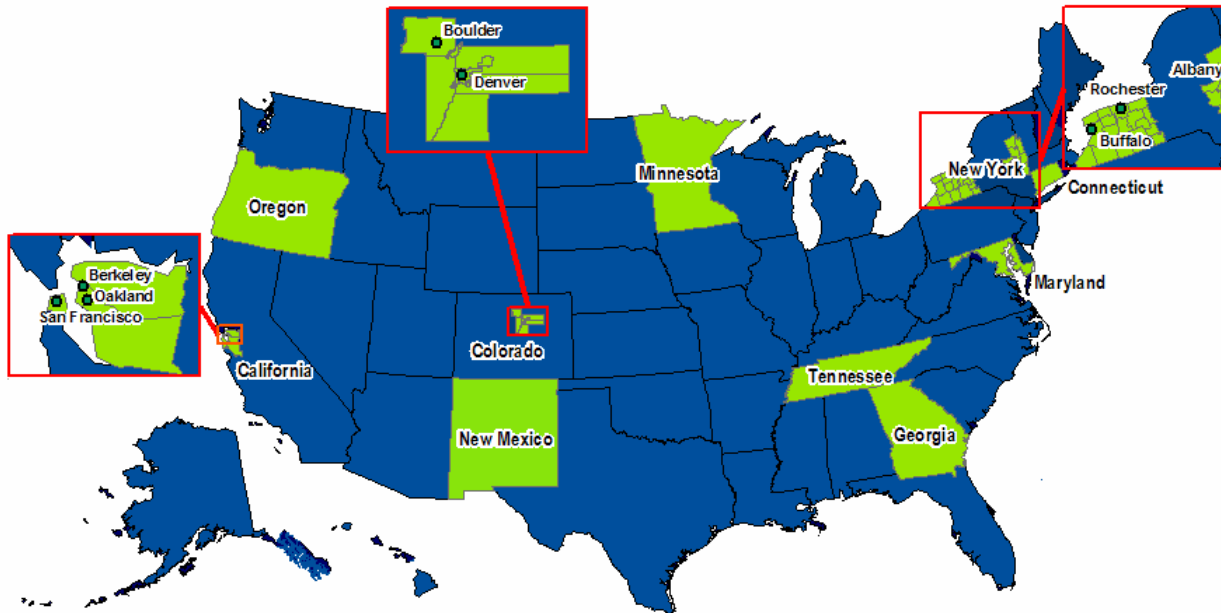 Boulder
Denver
Albany
Rochester
Buffalo
Minnesota
New York
Connecticut
Oregon
Berkeley
Oakland
San Francisco
Maryland
Colorado
California
Tennessee
New Mexico
Georgia